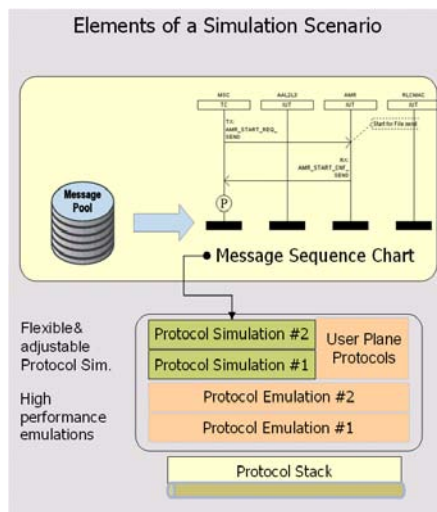 Elements of a Simulation Scenario
MSC
AAL2L3
AMR
RLCMAC
TC
IUT
IUT
IUT
TX:
AMR_START_REQ_
SEND
Start for File send
RX:
AMR_START_CNF_
SEND
P
Message
Pool
Message Sequence Chart
Flexible&
adjustable
Protocol Sim.
Protocol Simulation #2
Protocol Simulation #1
User Plane
Protocols
High
performance
emulations
Protocol Emulation #2
Protocol Emulation #1
Protocol Stack